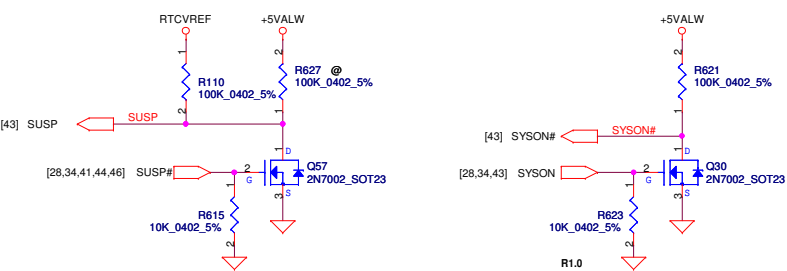 RTCVREF
+5VALW
1
R110
100K_0402_5%
2
2
R627 @
100K_0402_5%
1
[43] SUSP
SUSP
1
D
[28,34,41,44,46] SUSP#
2
G
Q57
2N7002_SOT23
S
3
1
R615
10K_0402_5%
2
+5VALW
2
R621
100K_0402_5%
1
[43] SYSON#
SYSON#
1
D
[28,34,43] SYSON
2
G
Q30
2N7002_SOT23
S
3
1
R623
10K_0402_5%
2
R1.0